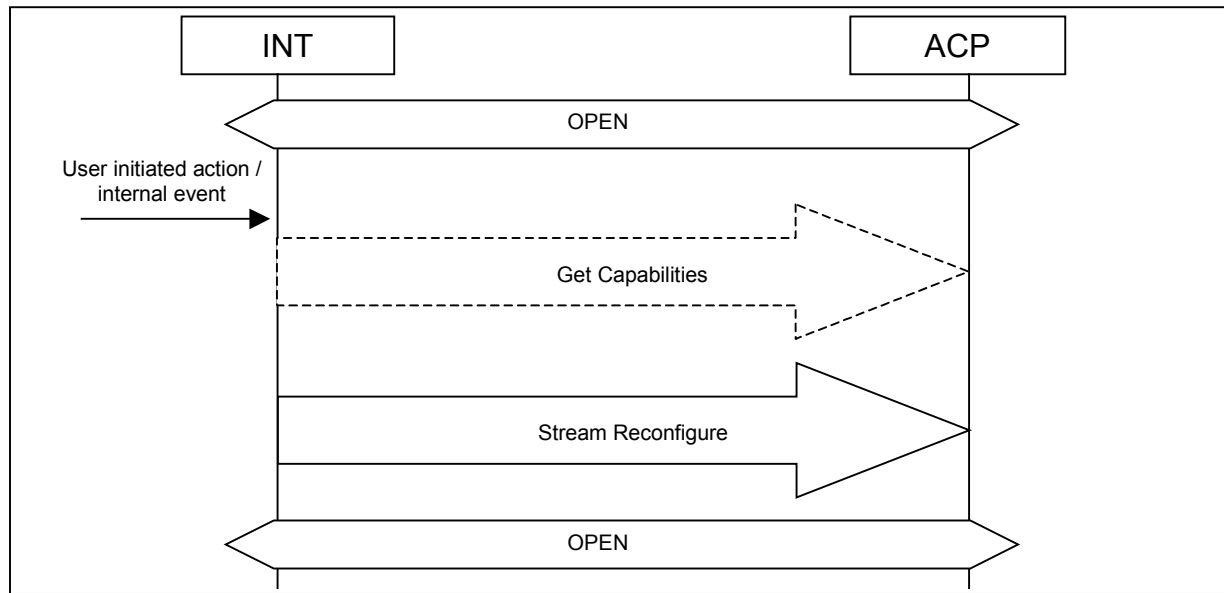 INT
ACP
OPEN
User initiated action /
internal event
Get Capabilities
Stream Reconfigure
OPEN